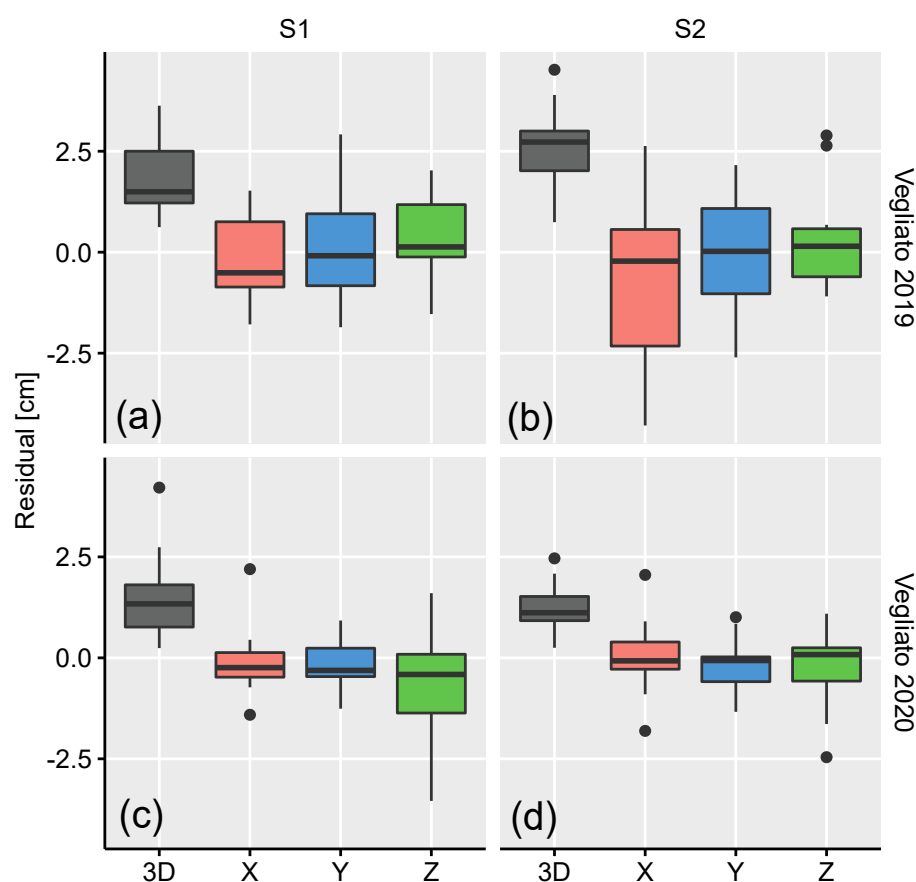 S1
S2
2.5
0.0
-2.5
(a)
(b)
Vegliato 2019
Residual [cm]
2.5
0.0
-2.5
(c)
(d)
Vegliato 2020
3D X Y Z
3D X Y Z